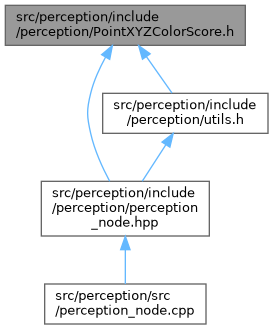 src/perception/include
/perception/PointXYZColorScore.h
src/perception/include
/perception/utils.h
src/perception/include
/perception/perception
_node.hpp
src/perception/src
/perception_node.cpp